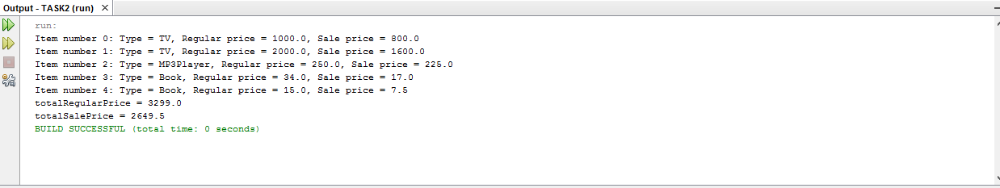 Output - TASK2 (run) ×
run:
Item number 0: Type = TV, Regular price = 1000.0, Sale price = 800.0
Item number 1: Type = TV, Regular price = 2000.0, Sale price = 1600.0
Item number 2: Type = MP3Player, Regular price = 250.0, Sale price = 225.0
Item number 3: Type = Book, Regular price = 34.0, Sale price = 17.0
Item number 4: Type = Book, Regular price = 15.0, Sale price = 7.5
totalRegularPrice = 3299.0
totalSalePrice = 2649.5
BUILD SUCCESSFUL (total time: 0 seconds)